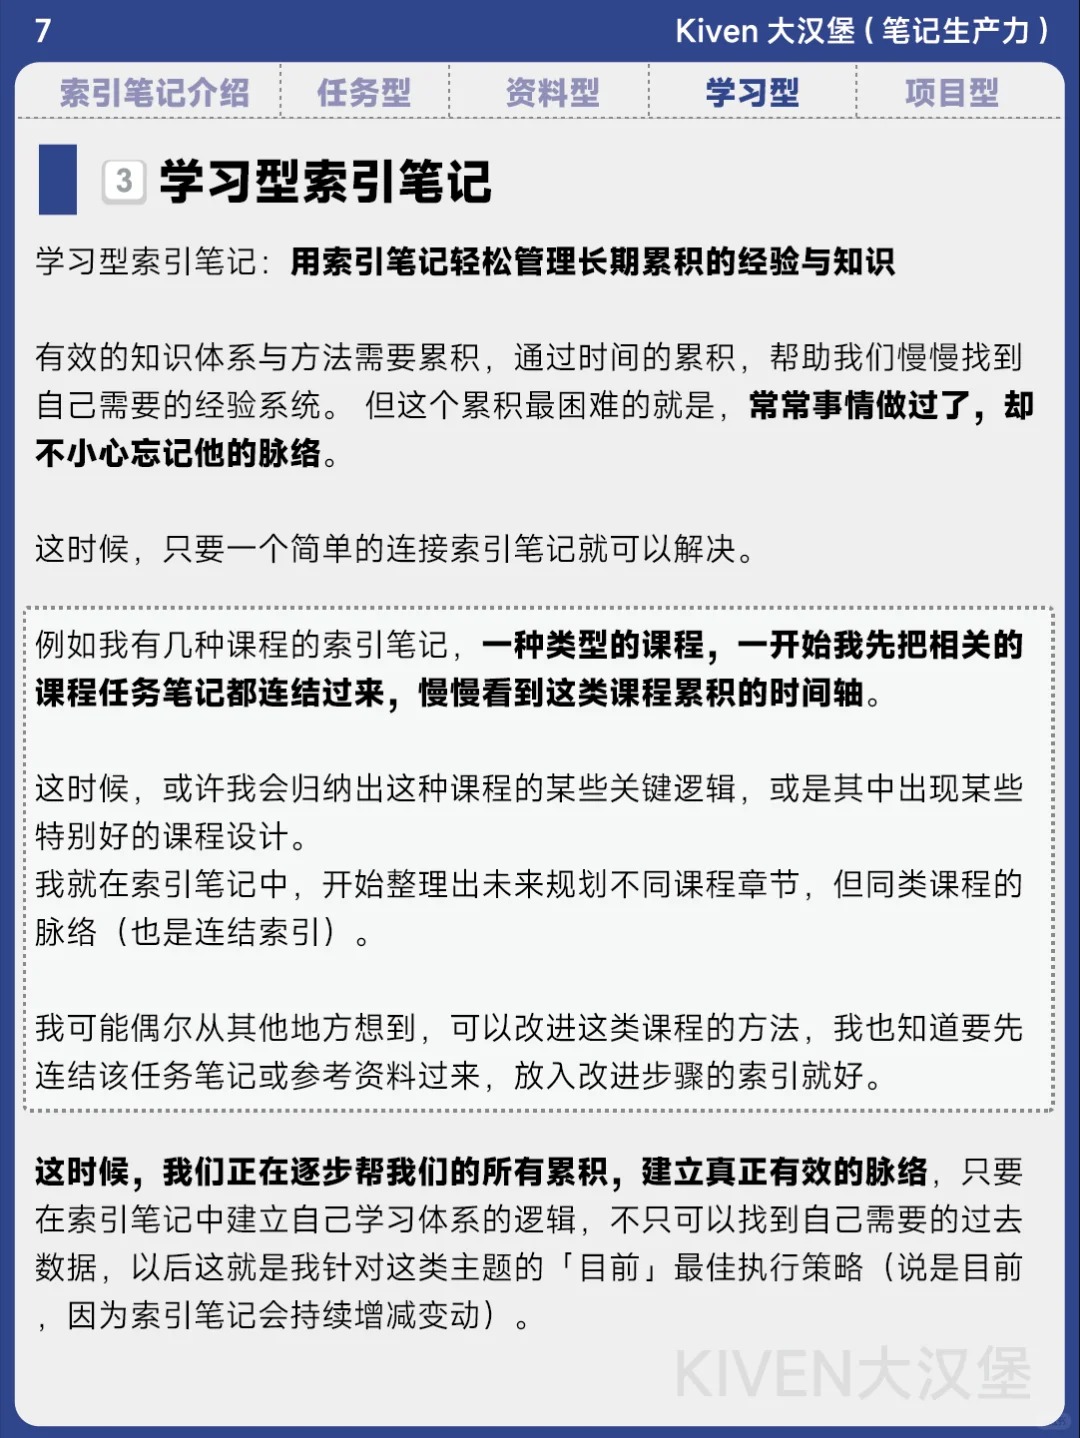 7
Kiven 大汉堡（笔记生产力）
索引笔记介绍
任务型
资料型
学习型
项目型
3 学习型索引笔记
学习型索引笔记：用索引笔记轻松管理长期累积的经验与知识
有效的知识体系与方法需要累积，通过时间的累积，帮助我们慢慢找到
自己需要的经验系统。 但这个累积最困难的就是，常常事情做过了，却
不小心忘记他的脉络。
这时候，只要一个简单的连接索引笔记就可以解决。
例如我有几种课程的索引笔记，一种类型的课程，一开始我先把相关的
课程任务笔记都连结过来，慢慢看到这类课程累积的时间轴。
这时候，或许我会归纳出这种课程的某些关键逻辑，或是其中出现某些
特别好的课程设计。
我就在索引笔记中，开始整理出未来规划不同课程章节，但同类课程的
脉络（也是连结索引）。
我可能偶尔从其他地方想到，可以改进这类课程的方法，我也知道要先
连结该任务笔记或参考资料过来，放入改进步骤的索引就好。
这时候，我们正在逐步帮我们的所有累积，建立真正有效的脉络，只要
在索引笔记中建立自己学习体系的逻辑，不只可以找到自己需要的过去
数据，以后这就是我针对这类主题的「目前」最佳执行策略（说是目前
，因为索引笔记会持续增减变动）。
KIVEN大汉堡